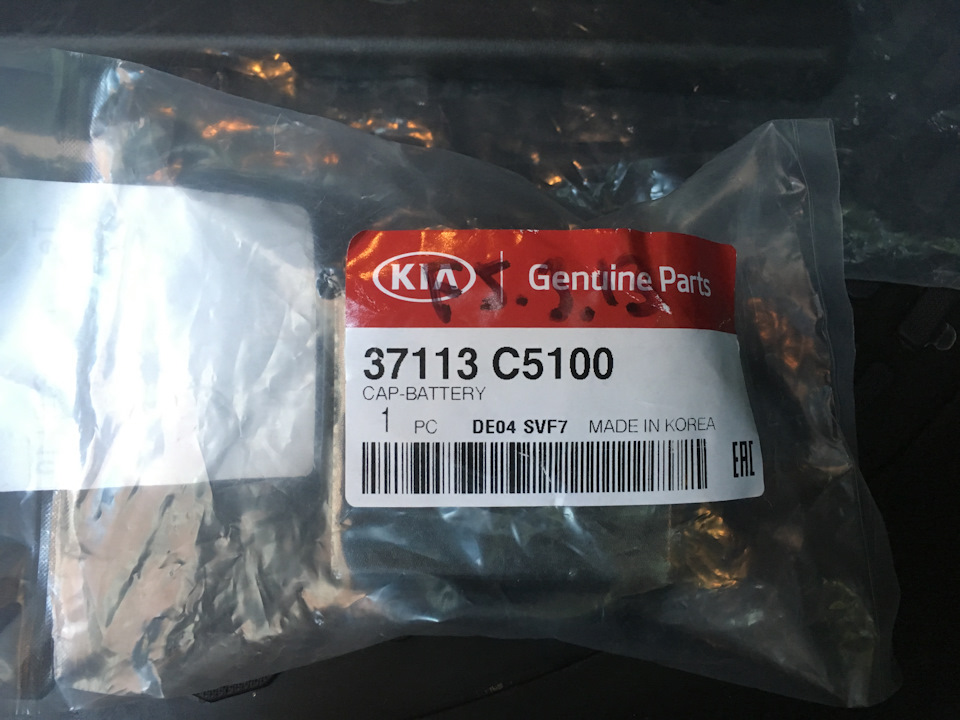 KIA Genuine Parts
37113 C5100
CAP-BATTERY
1 PC DE04 SVF7 MADE IN KOREA
EAC